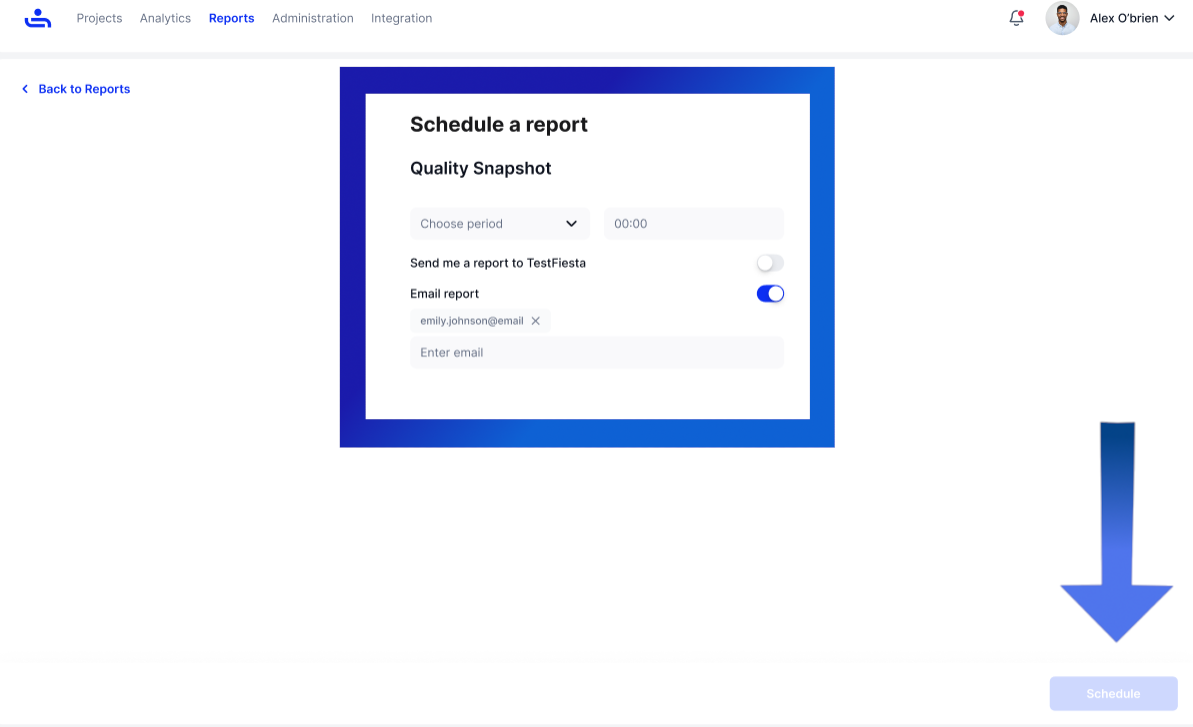 Projects Analytics Reports Administration Integration Alex O'brien
Back to Reports
Schedule a report
Quality Snapshot
Choose period 00:00
Send me a report to TestFiesta
Email report
emily.johnson@email
Enter email
Schedule